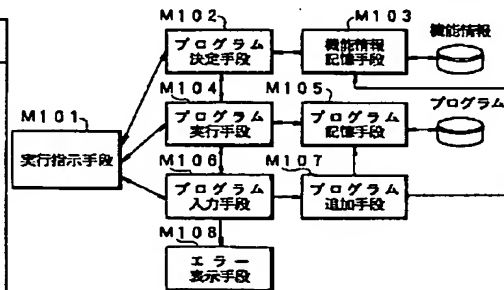 M102
プログラム
決定手段
M103
機能情報
記憶手段
機能情報
M104
プログラム
実行手段
M105
プログラム
記憶手段
プログラム
M101
実行指示手段
M106
プログラム
入力手段
M107
プログラム
追加手段
M108
エラー
表示手段